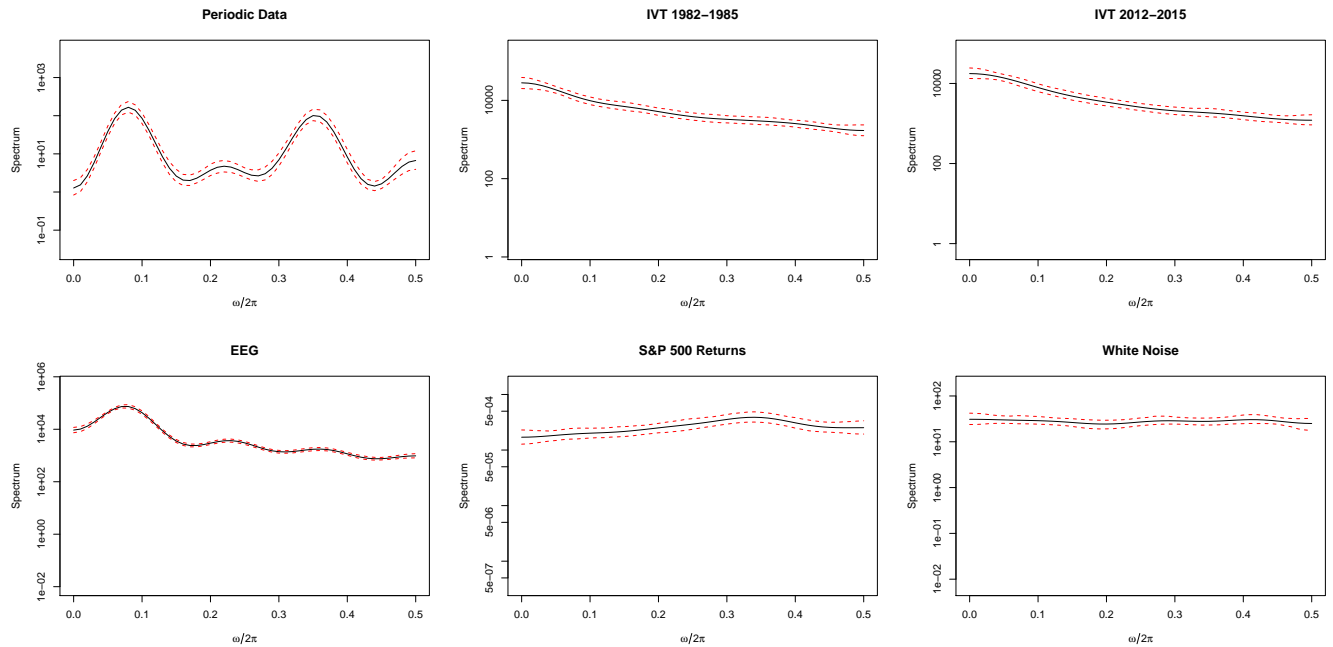 Periodic Data
Spectrum
1e−01 1e+01 1e+03
0.0 0.1 0.2 0.3 0.4 0.5
ω/2π
IVT 1982−1985
Spectrum
1 100 10000
0.0 0.1 0.2 0.3 0.4 0.5
ω/2π
IVT 2012−2015
Spectrum
1 100 10000
0.0 0.1 0.2 0.3 0.4 0.5
ω/2π
EEG
Spectrum
1e−02 1e+00 1e+02 1e+04 1e+06
0.0 0.1 0.2 0.3 0.4 0.5
ω/2π
S&P 500 Returns
Spectrum
5e−07 5e−06 5e−05 5e−04
0.0 0.1 0.2 0.3 0.4 0.5
ω/2π
White Noise
Spectrum
1e−02 1e−01 1e+00 1e+01 1e+02
0.0 0.1 0.2 0.3 0.4 0.5
ω/2π